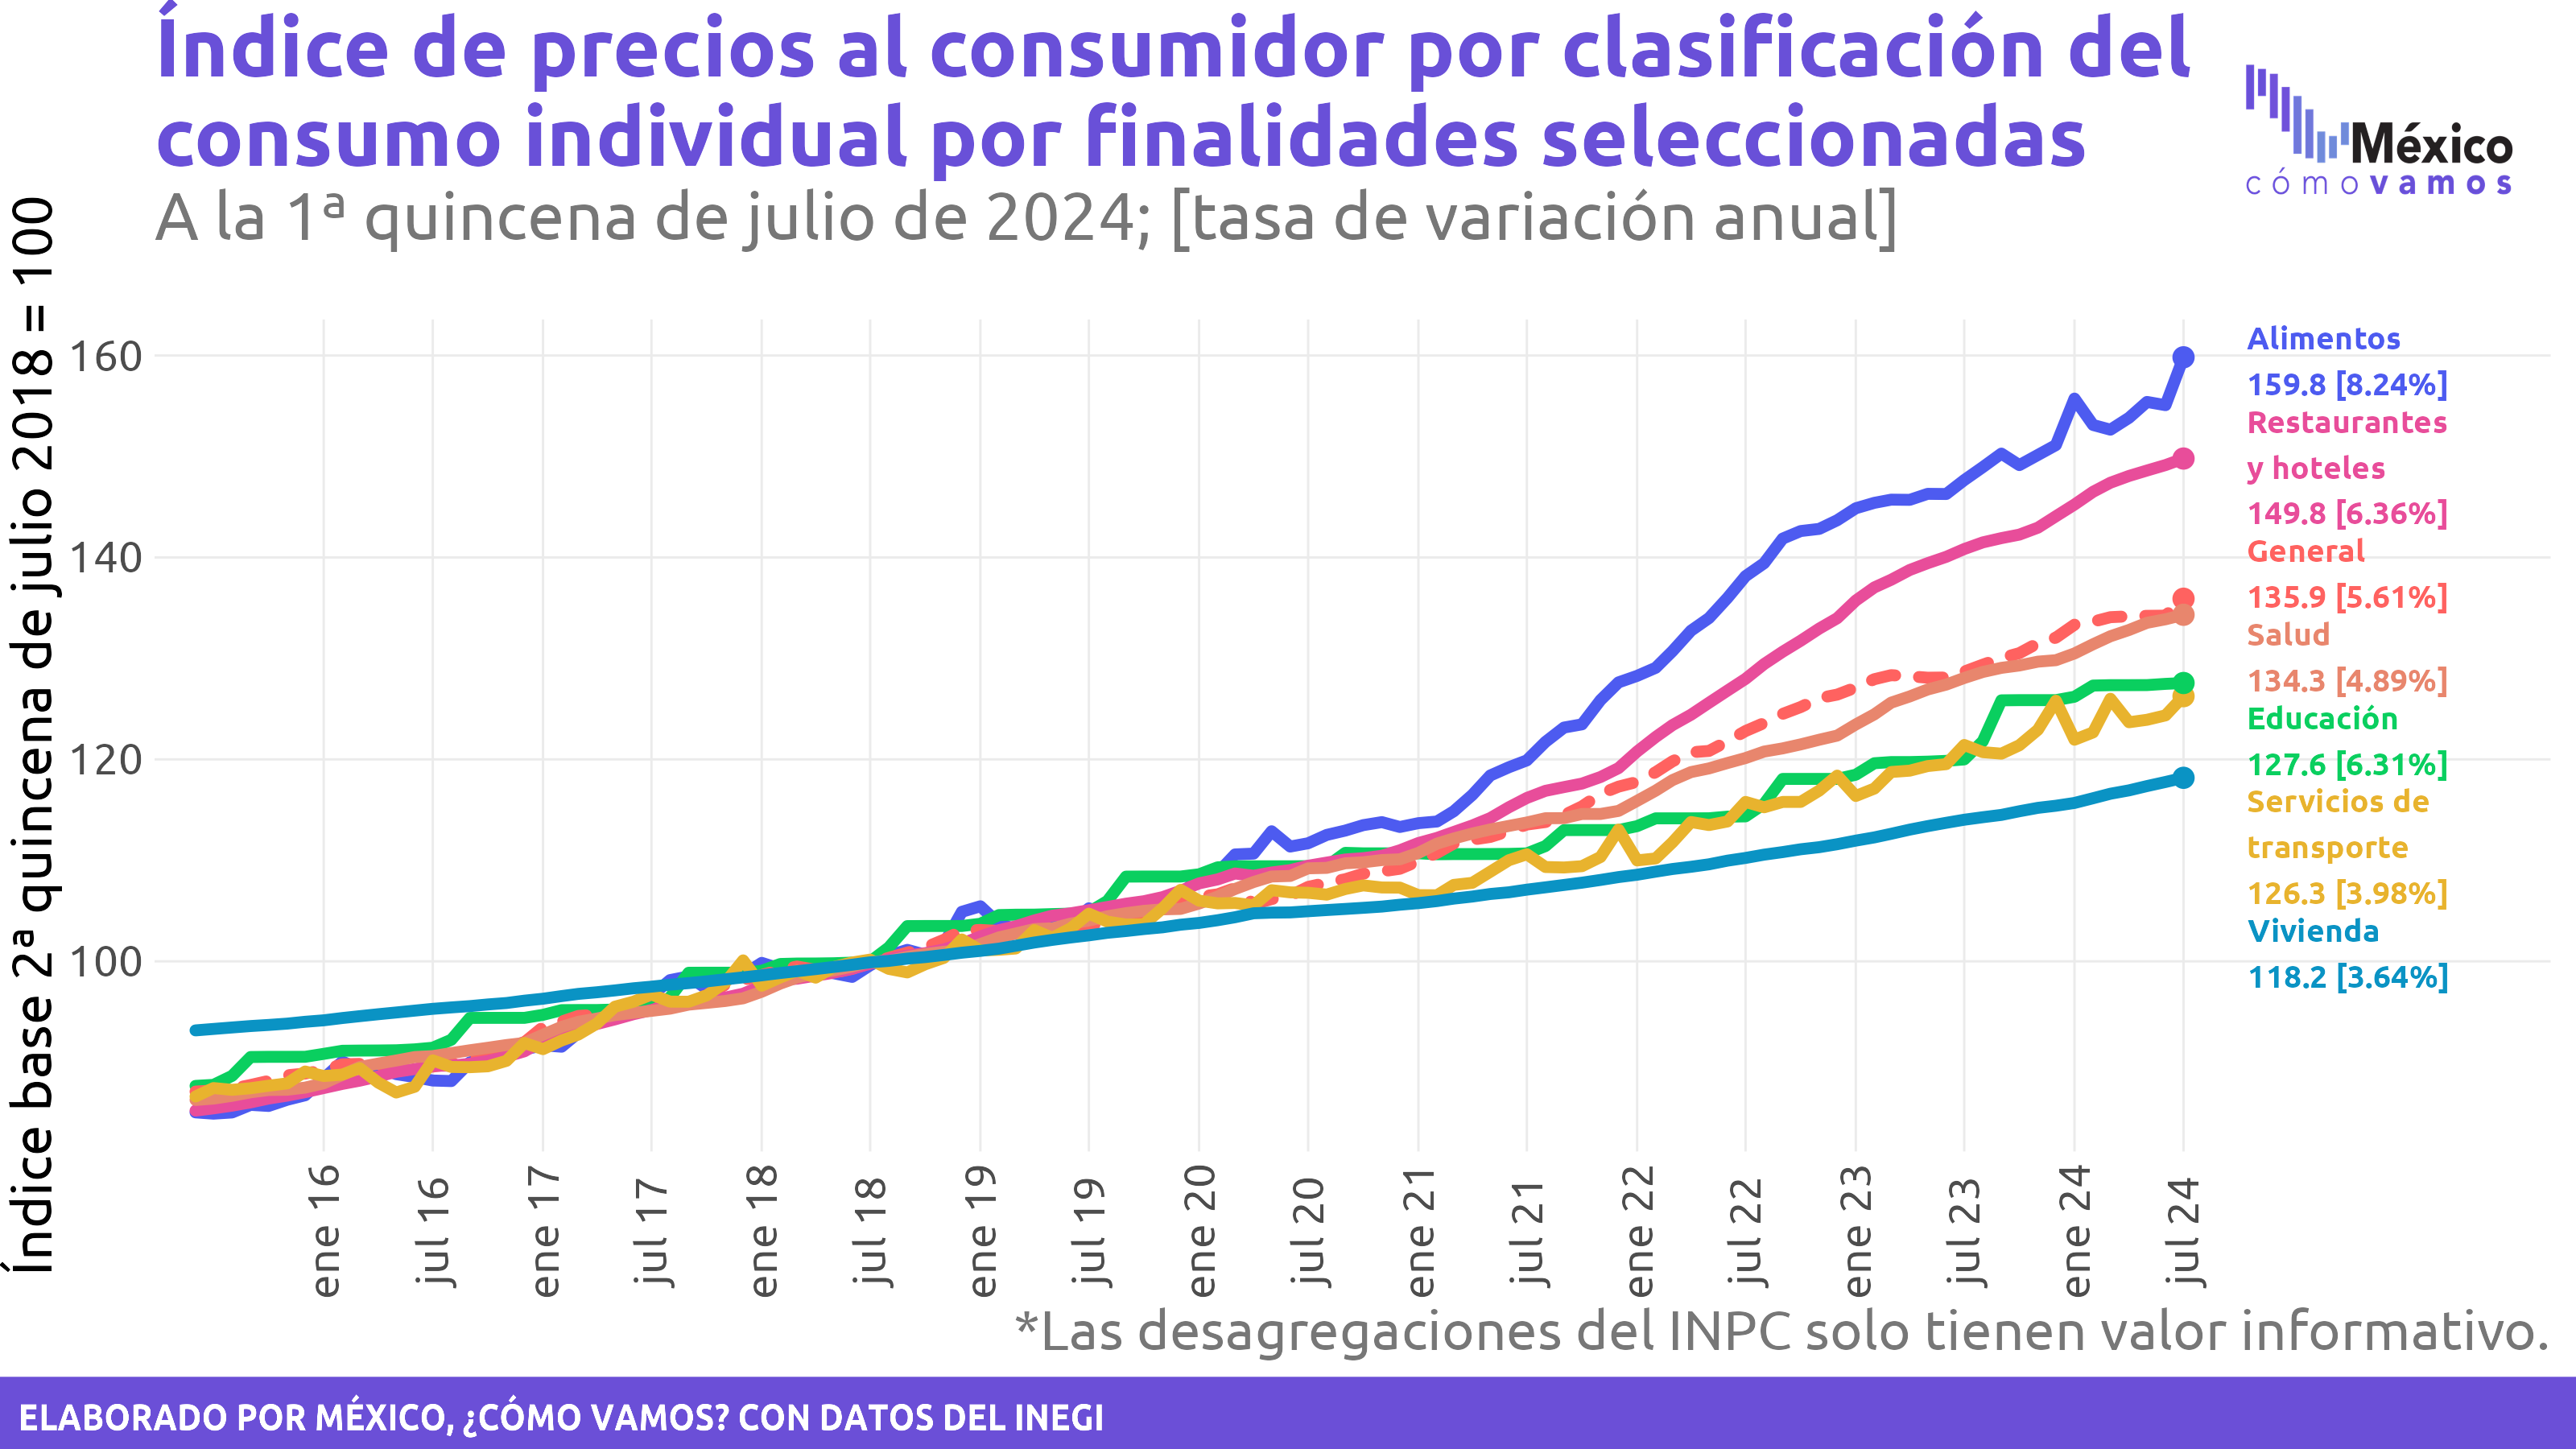 Índice de precios al consumidor por clasificación del
consumo individual por finalidades seleccionadas
A la 1ª quincena de julio de 2024; [tasa de variación anual]
México
cómo vamos
Índice base 2ª quincena de julio 2018 = 100
160
140
120
100
Alimentos
159.8 [8.24%]
Restaurantes
y hoteles
149.8 [6.36%]
General
135.9 [5.61%]
Salud
134.3 [4.89%]
Educación
127.6 [6.31%]
Servicios de
transporte
126.3 [3.98%]
Vivienda
118.2 [3.64%]
ene 16
jul 16
ene 17
jul 17
ene 18
jul 18
ene 19
jul 19
ene 20
jul 20
ene 21
jul 21
ene 22
jul 22
ene 23
jul 23
ene 24
jul 24
*Las desagregaciones del INPC solo tienen valor informativo.
ELABORADO POR MÉXICO, ¿CÓMO VAMOS? CON DATOS DEL INEGI